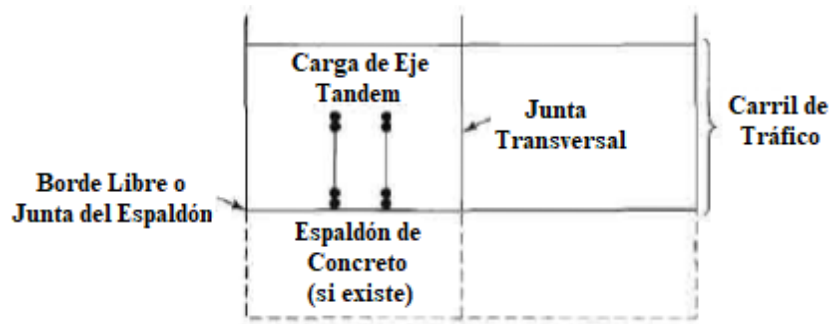 Carga de Eje
Tandem
Junta
Transversal
Carril de
Tráfico
Borde Libre o
Junta del Espaldón
Espaldón de
Concreto
(si existe)